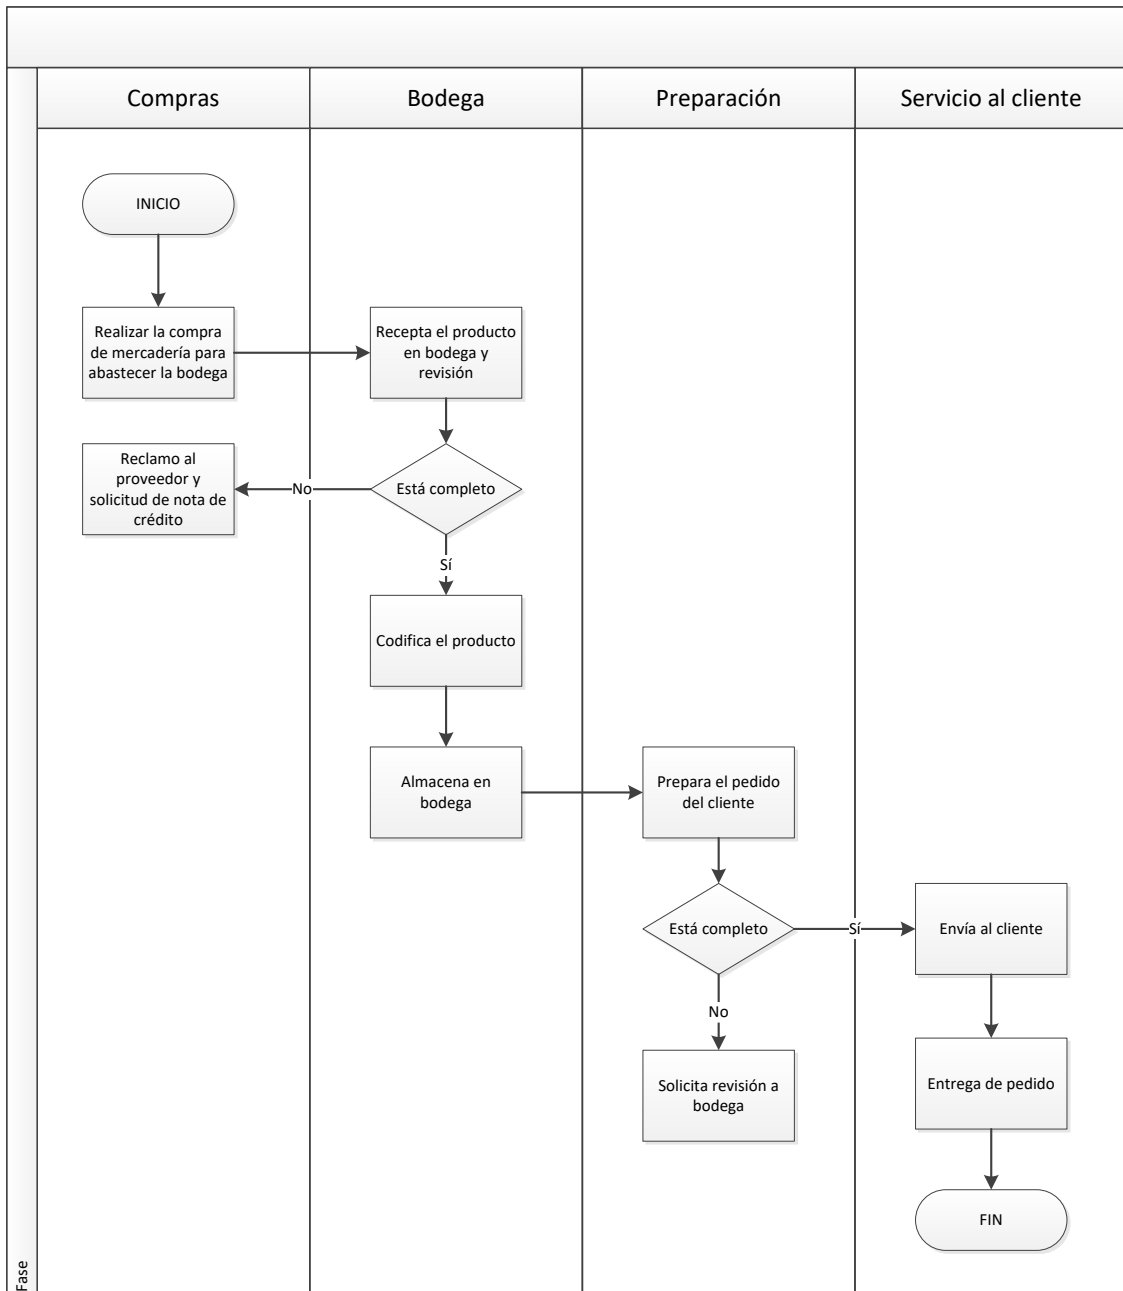 Compras
Bodega
Preparación
Servicio al cliente
INICIO
Realizar la compra
de mercadería para
abastecer la bodega
Recepta el producto
en bodega y
revisión
Reclamo al
proveedor y
solicitud de nota de
crédito
No
Está completo
Sí
Codifica el producto
Almacena en
bodega
Prepara el pedido
del cliente
Está completo
Sí
Envía al cliente
No
Solicita revisión a
bodega
Entrega de pedido
FIN
Fase